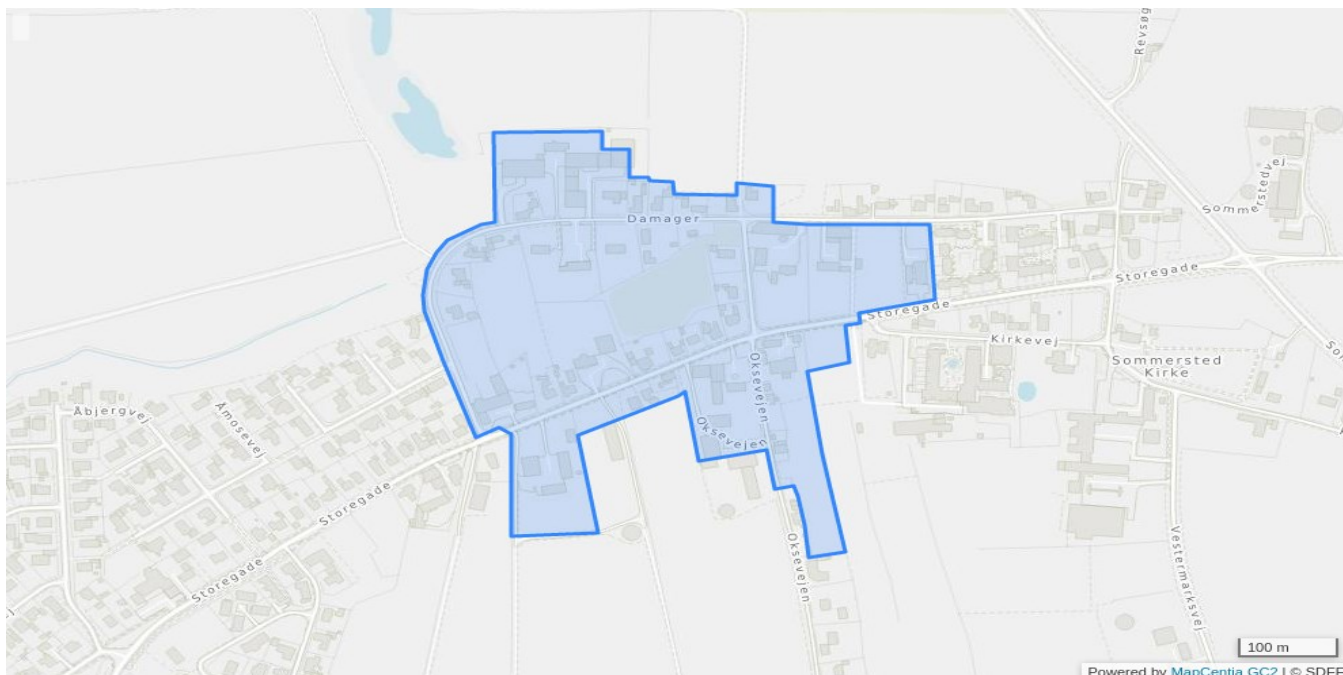 Revsøg
Sommerstedvej
Damager
Storegade
Storegade
Kirkevej
Sommersted
Kirke
Oksevejen
Åbjergvej
Åmosevej
Oksevejen
Storegade
Oksevejen
Storegade
Vestermarksvej
100 m
Powered by MapCentia GC2 | © SDFE